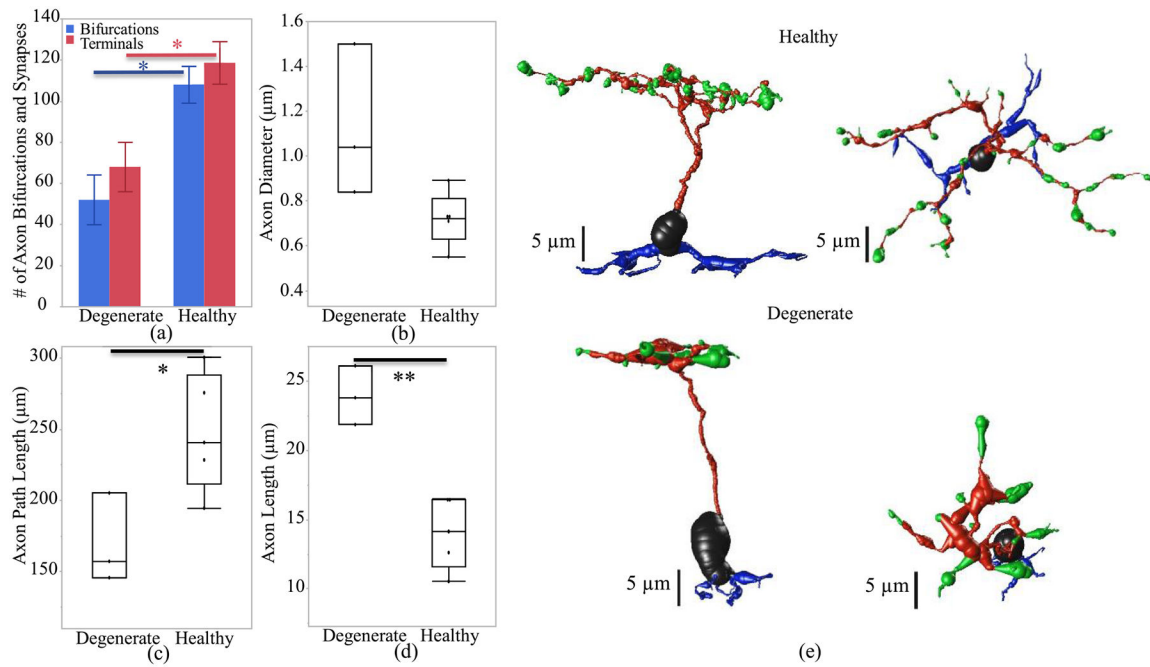 140
120
100
80
60
40
20
0
# of Axon Bifurcations and Synapses
Bifurcations
Terminals
*
*
Degenerate Healthy
(a)
1.6
1.4
1.2
1.0
0.8
0.6
0.4
Axon Diameter (µm)
Degenerate Healthy
(b)
300
250
200
150
Axon Path Length (µm)
*
Degenerate Healthy
(c)
25
20
15
10
Axon Length (µm)
**
Degenerate Healthy
(d)
Healthy
5 µm
5 µm
Degenerate
5 µm
5 µm
(e)